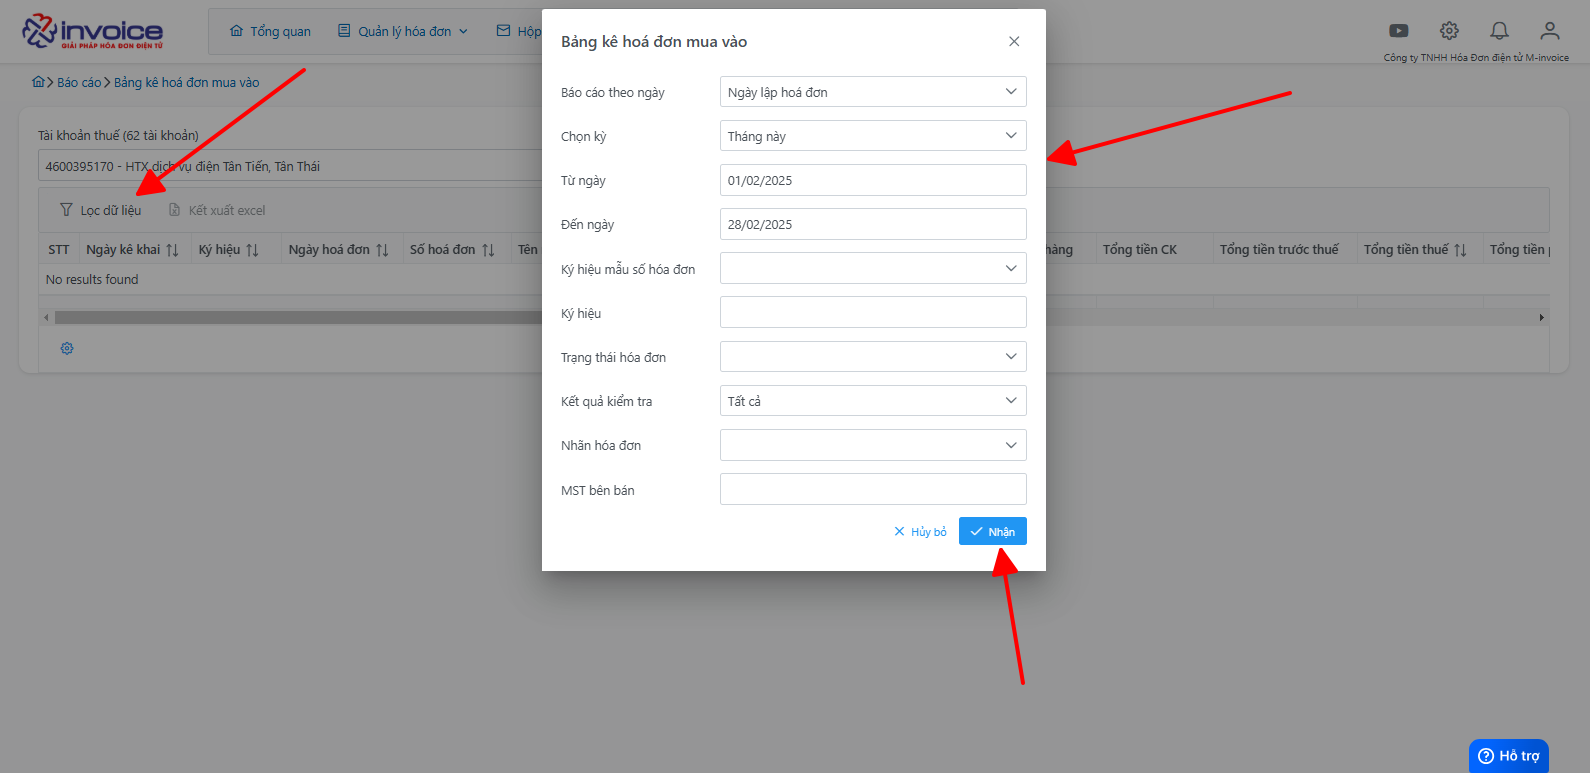 invoice
GIẢI PHÁP HÓA ĐƠN ĐIỆN TỬ
Tổng quan
Quản lý hóa đơn
Hộp
Công ty TNHH Hóa Đơn điện tử M-invoice
Báo cáo
Bảng kê hoá đơn mua vào
Tài khoản thuế (62 tài khoản)
4600395170 - HTX dịch vụ điện Tân Tiến, Tân Thái
Lọc dữ liệu
Kết xuất excel
STT
Ngày kê khai
Ký hiệu
Ngày hoá đơn
Số hoá đơn
Tên
hàng
Tổng tiền CK
Tổng tiền trước thuế
Tổng tiền thuế
Tổng tiền
No results found
Bảng kê hoá đơn mua vào
Báo cáo theo ngày
Ngày lập hoá đơn
Chọn kỳ
Tháng này
Từ ngày
01/02/2025
Đến ngày
28/02/2025
Ký hiệu mẫu số hóa đơn
Ký hiệu
Trạng thái hóa đơn
Kết quả kiểm tra
Tất cả
Nhãn hóa đơn
MST bên bán
Hủy bỏ
Nhận
Hỗ trợ